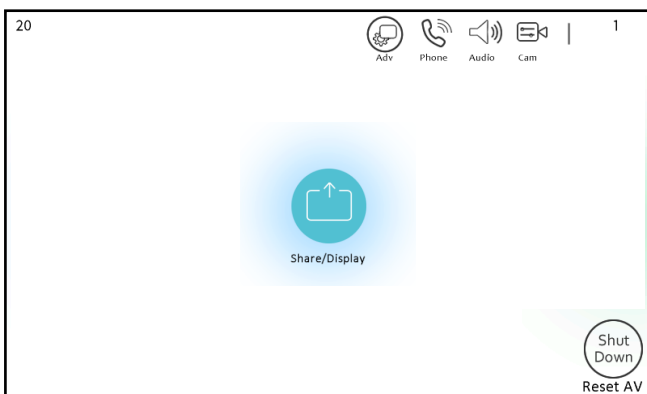 20
1
Adv Phone Audio Cam
Share/Display
Shut
Down
Reset AV